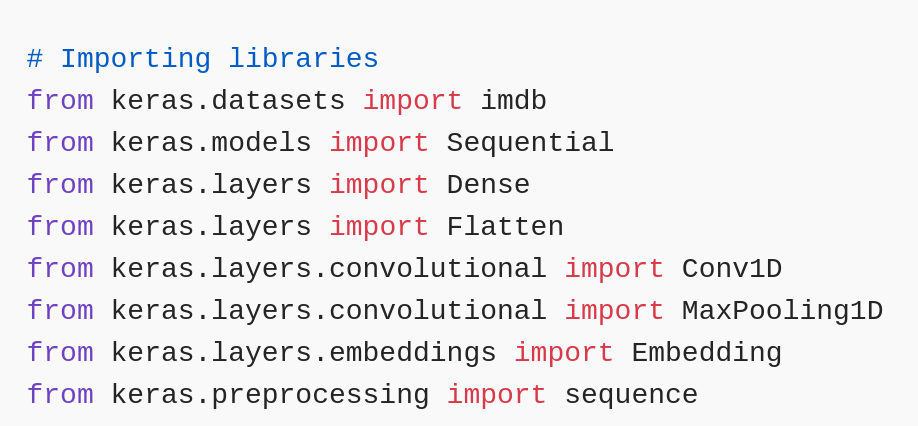 # Importing libraries
from keras.datasets import imdb
from keras.models import Sequential
from keras.layers import Dense
from keras.layers import Flatten
from keras.layers.convolutional import Conv1D
from keras.layers.convolutional import MaxPooling1D
from keras.layers.embeddings import Embedding
from keras.preprocessing import sequence